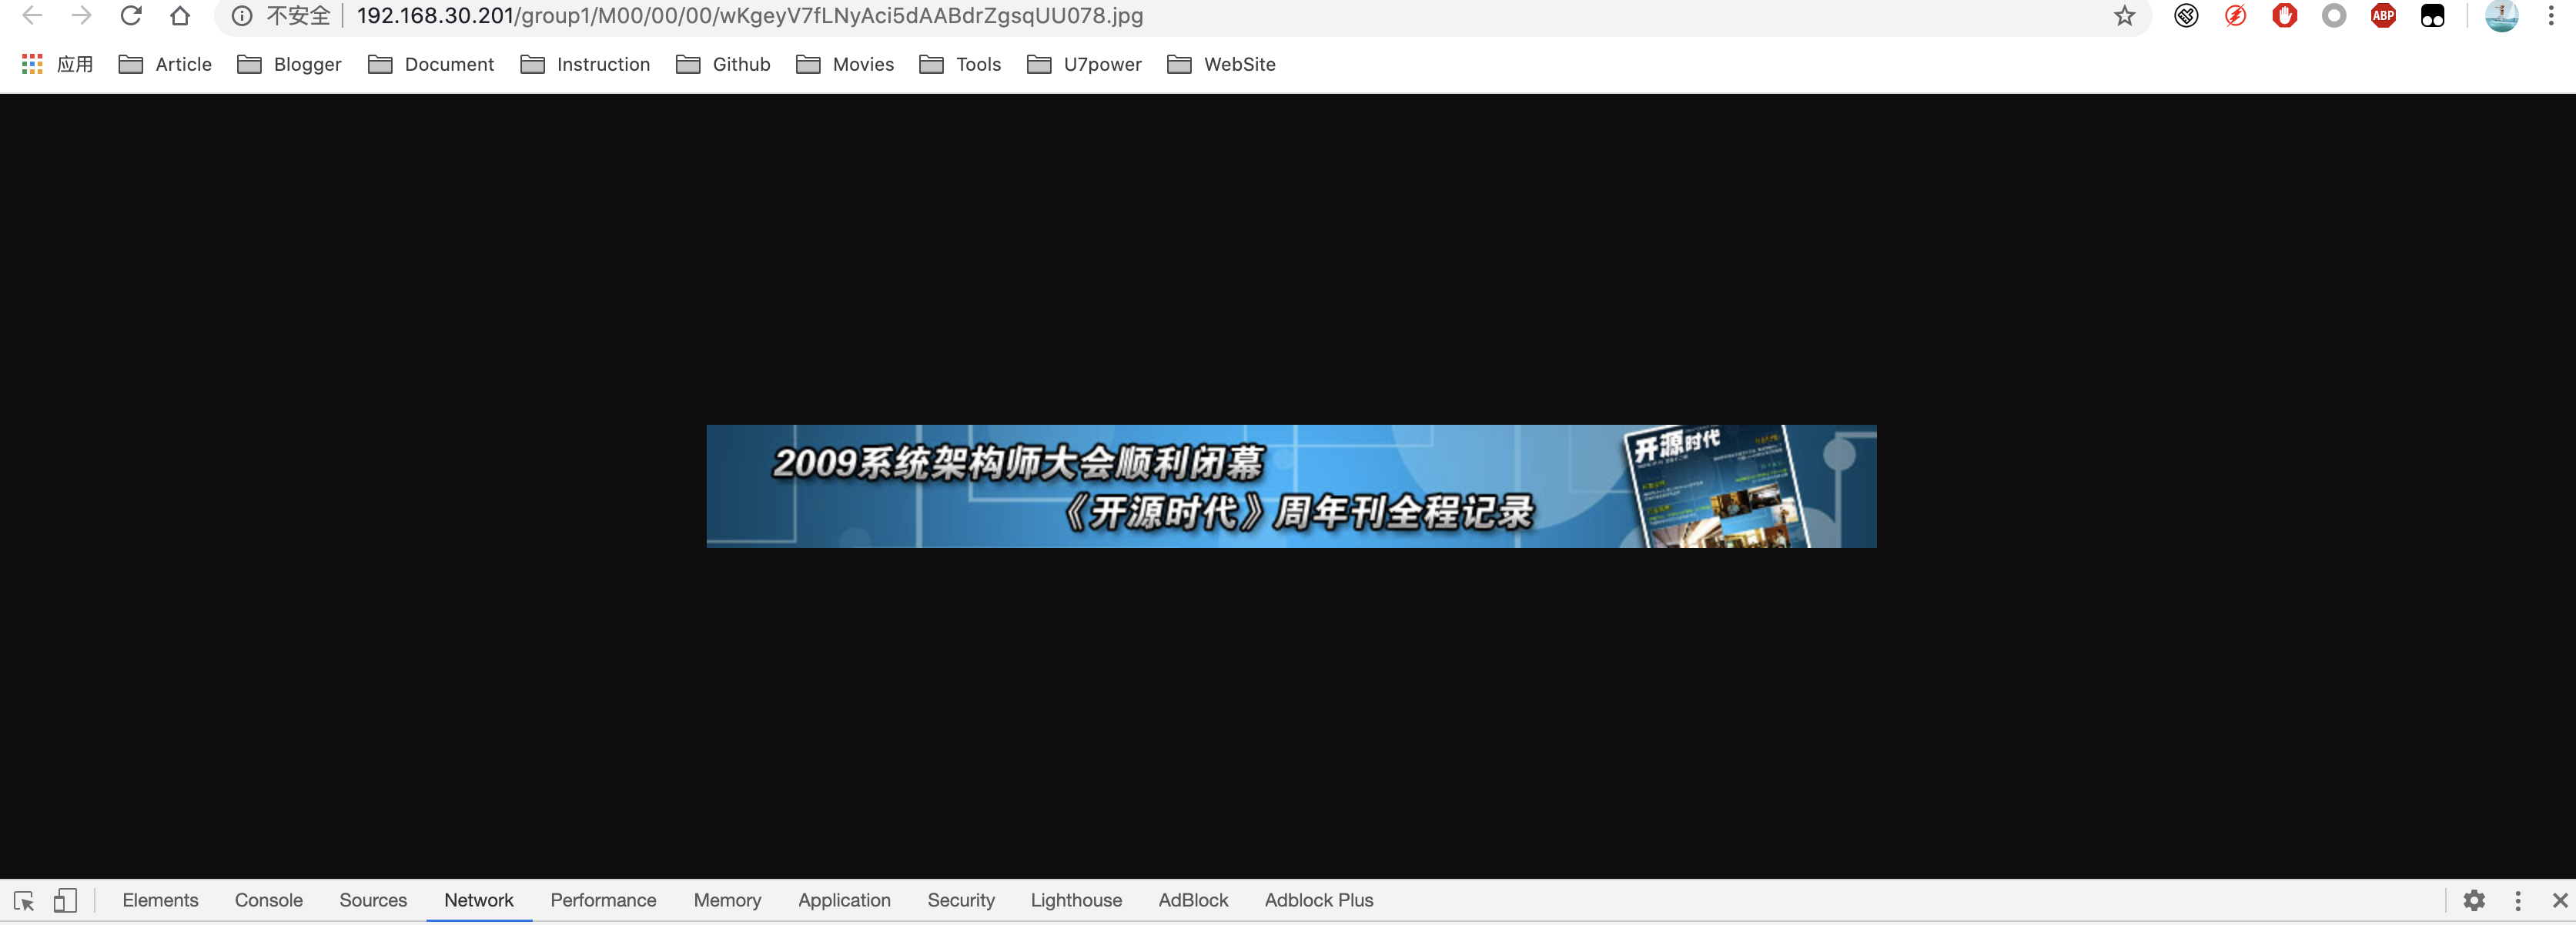 不安全 192.168.30.201/group1/M00/00/00/wKgeyV7fLNyAci5dAABdrZgsqUU078.jpg ABP
应用 Article Blogger Document Instruction Github Movies Tools U7power WebSite
2009系统架构师大会顺利闭幕
《开源时代》周年刊全程记录
开源时代
Elements Console Sources Network Performance Memory Application Security Lighthouse AdBlock Adblock Plus